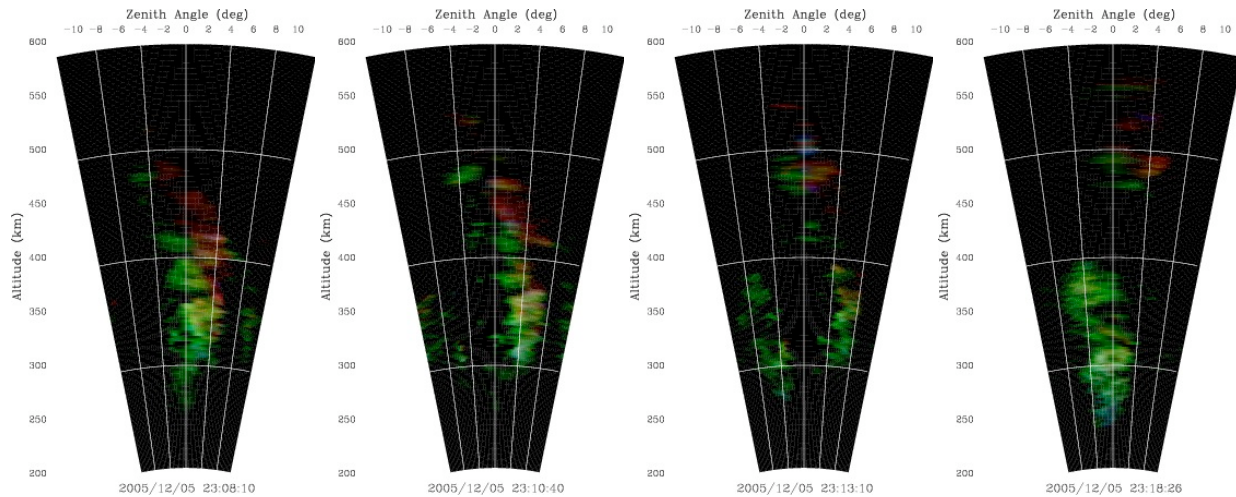 Zenith Angle (deg) Zenith Angle (deg) Zenith Angle (deg) Zenith Angle (deg)
-10 -8 -6 -4 -2 0 2 4 6 8 10 -10 -8 -6 -4 -2 0 2 4 6 8 10 -10 -8 -6 -4 -2 0 2 4 6 8 10 -10 -8 -6 -4 -2 0 2 4 6 8 10
600 600 600 600
550 550 550 550
500 500 500 500
450 450 450 450
Altitude (km) Altitude (km) Altitude (km) Altitude (km)
400 400 400 400
350 350 350 350
300 300 300 300
250 250 250 250
200 200 200 200
2005/12/05 23:08:10 2005/12/05 23:10:40 2005/12/05 23:13:10 2005/12/05 23:18:26